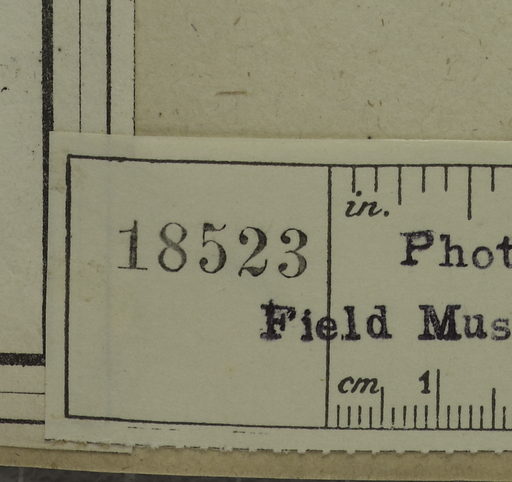 in.
18523
Phot
Field Mus
cm 1